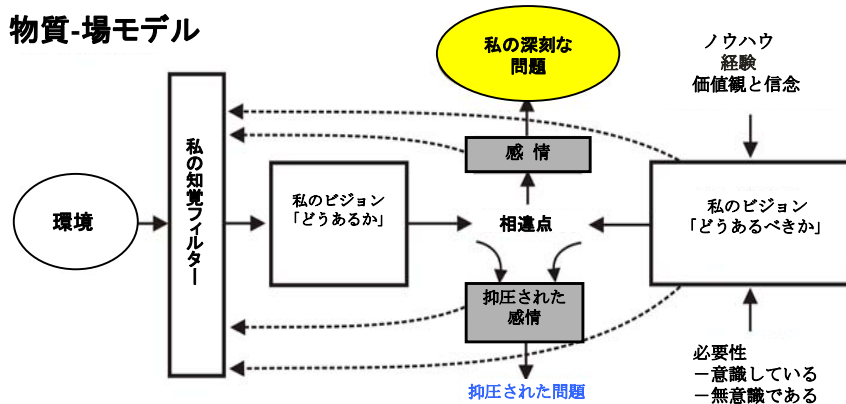 物質-場モデル
私の深刻な
問題
ノウハウ
経験
価値観と信念
私の知覚フィルター
感 情
環境
私のビジョン
「どうあるか」
相違点
私のビジョン
「どうあるべきか」
抑圧された
感情
抑圧された問題
必要性
－意識している
－無意識である